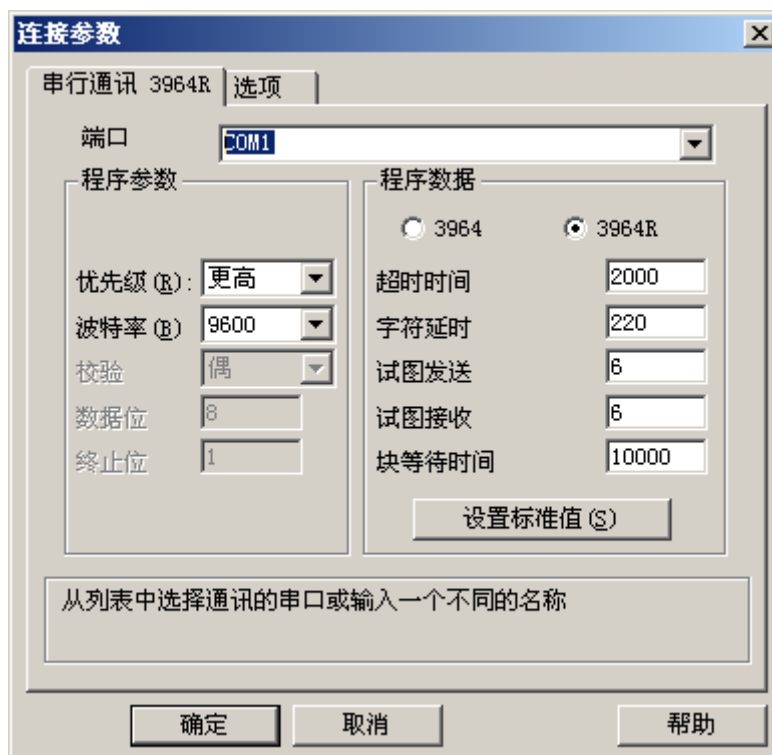 连接参数
串行通讯 3964R 选项
端口 COM1
程序参数
优先级(R): 更高
波特率(B) 9600
校验 偶
数据位 8
终止位 1
程序数据
3964 3964R
超时时间 2000
字符延时 220
试图发送 6
试图接收 6
块等待时间 10000
设置标准值(S)
从列表中选择通讯的串口或输入一个不同的名称
确定 取消 帮助